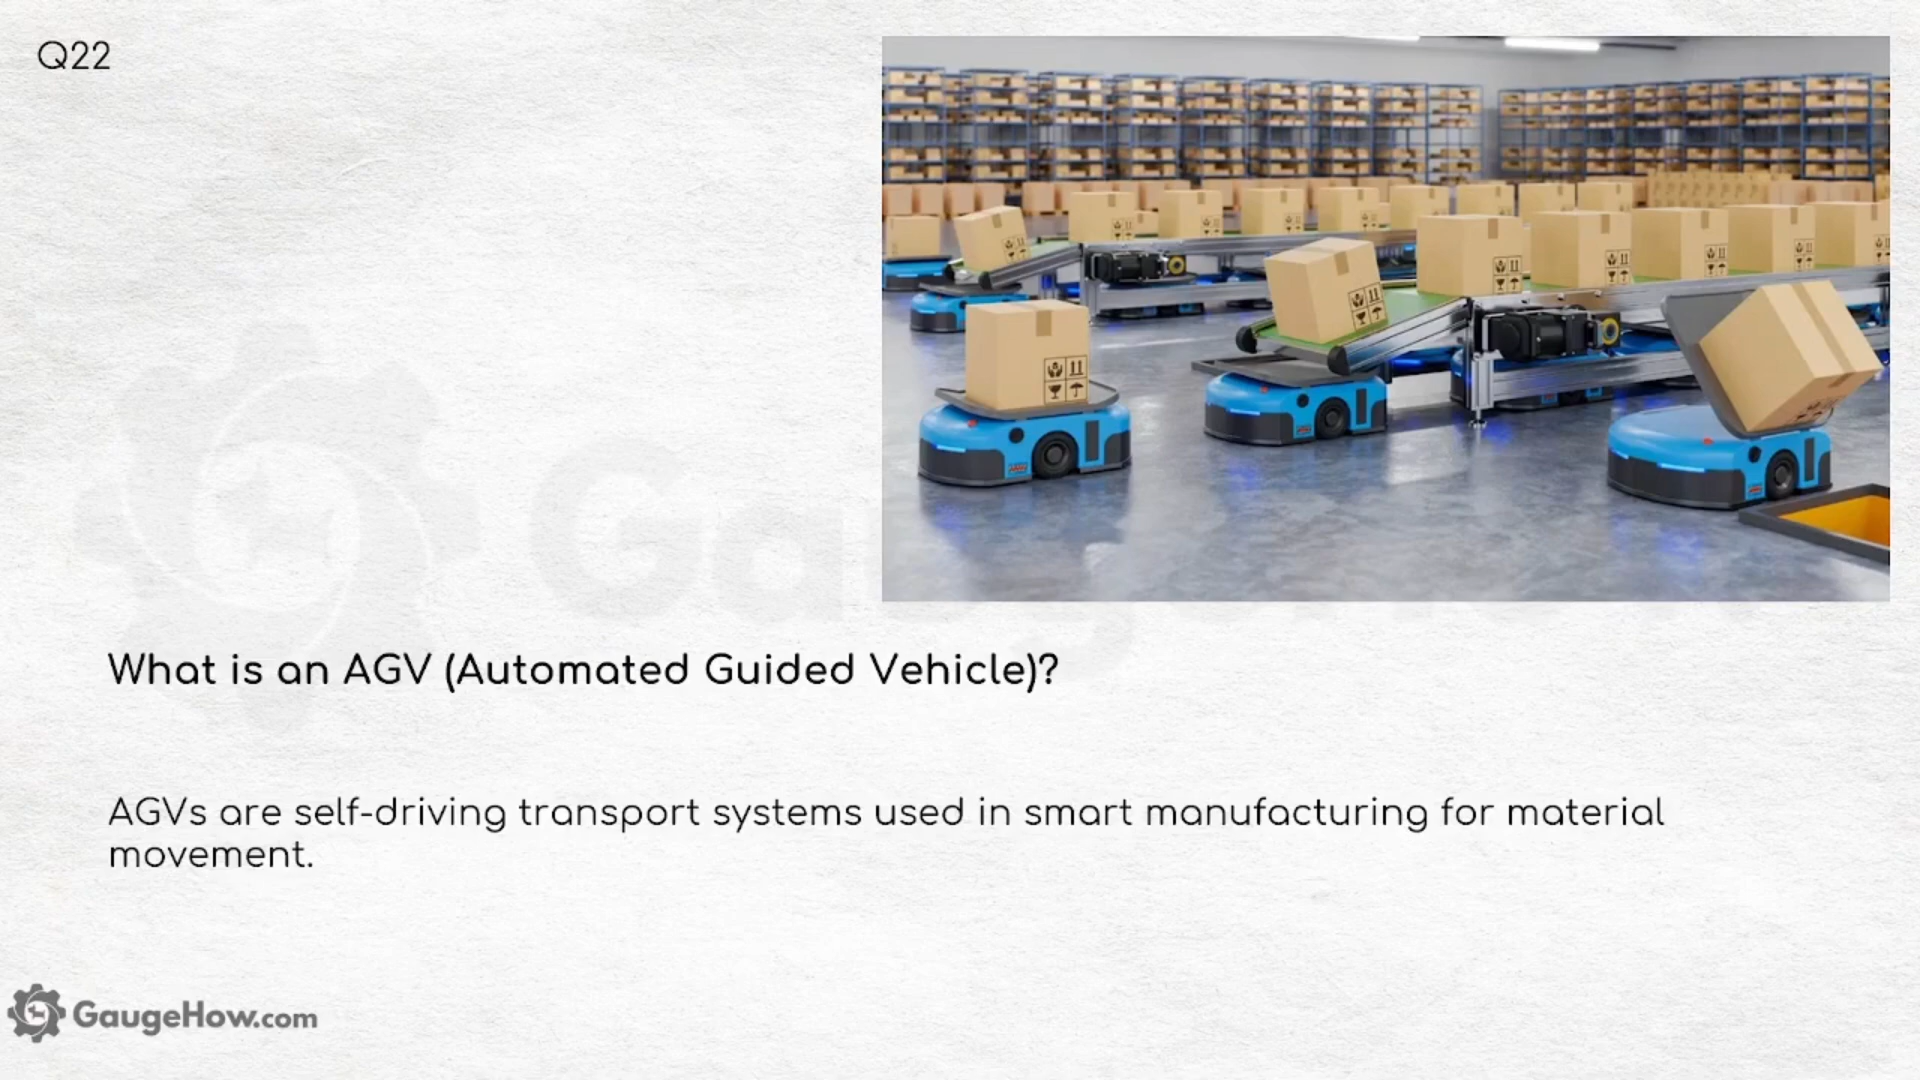 Q22
What is an AGV (Automated Guided Vehicle)?
AGVs are self-driving transport systems used in smart manufacturing for material
movement.
GaugeHow.com